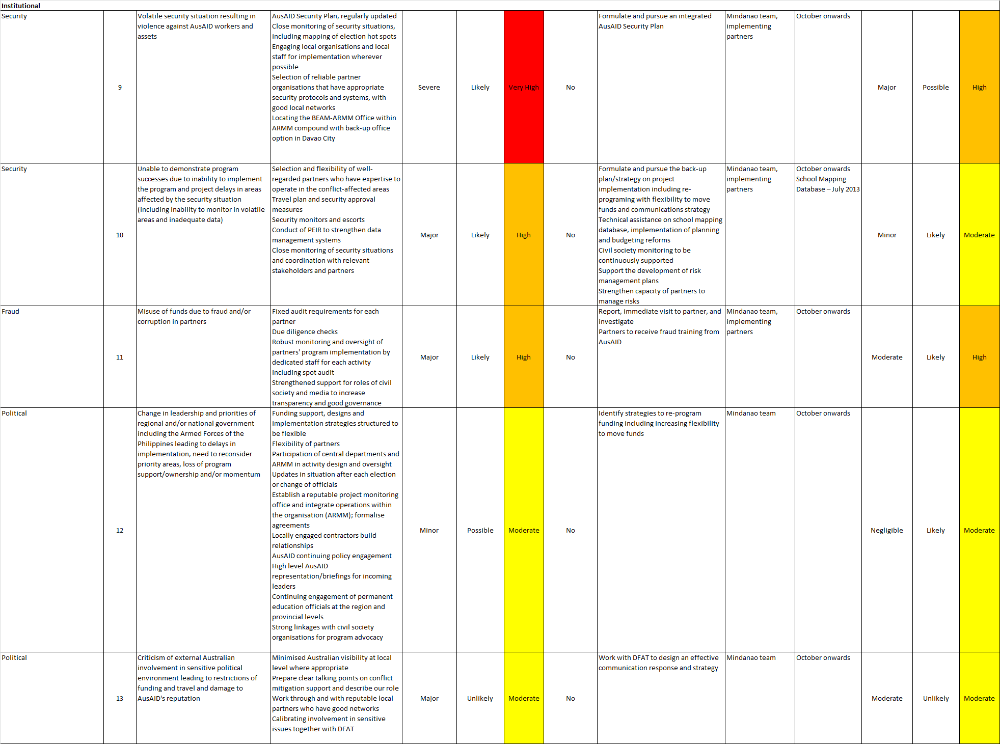 Institutional
Security
9
Volatile security situation resulting in
violence against AusAID workers and
assets
AusAID Security Plan, regularly updated
Close monitoring of security situations,
including mapping of election hot spots
Engaging local organisations and local
staff for implementation wherever
possible
Selection of reliable partner
organisations that have appropriate
security protocols and systems, with
good local networks
Locating the BEAM-ARMM Office within
ARMM compound with back-up office
option in Davao City
Severe
Likely
Very High
No
Formulate and pursue an integrated
AusAID Security Plan
Mindanao team,
implementing
partners
October onwards
Major
Possible
High
Security
10
Unable to demonstrate program
successes due to inability to implement
the program and project delays in areas
affected by the security situation
(including inability to monitor in volatile
areas and inadequate data)
Selection and flexibility of well-
regarded partners who have expertise to
operate in the conflict-affected areas
Travel plan and security approval
measures
Security monitors and escorts
Conduct of PEIR to strengthen data
management systems
Close monitoring of security situations
and coordination with relevant
stakeholders and partners
Major
Likely
High
No
Formulate and pursue the back-up
plan/strategy on project
implementation including re-
programing with flexibility to move
funds and communications strategy
Technical assistance on school mapping
database, implementation of planning
and budgeting reforms
Civil society monitoring to be
continuously supported
Support the development of risk
management plans
Strengthen capacity of partners to
manage risks
Mindanao team,
implementing
partners
October onwards
School Mapping
Database – July 2013
Minor
Likely
Moderate
Fraud
11
Misuse of funds due to fraud and/or
corruption in partners
Fixed audit requirements for each
partner
Due diligence checks
Robust monitoring and oversight of
partners' program implementation by
dedicated staff for each activity
including spot audit
Strengthened support for roles of civil
society and media to increase
transparency and good governance
Major
Likely
High
No
Report, immediate visit to partner, and
investigate
Partners to receive fraud training from
AusAID
Mindanao team,
implementing
partners
October onwards
Moderate
Likely
High
Political
12
Change in leadership and priorities of
regional and/or national government
including the Armed Forces of the
Philippines leading to delays in
implementation, need to reconsider
priority areas, loss of program
support/ownership and/or momentum
Funding support, designs and
implementation strategies structured to
be flexible
Flexibility of partners
Participation of central departments and
ARMM in activity design and oversight
Updates in situation after each election
or change of officials
Establish a reputable project monitoring
office and integrate operations within
the organisation (ARMM); formalise
agreements
Locally engaged contractors build
relationships
AusAID continuing policy engagement
High level AusAID
representation/briefings for incoming
leaders
Continuing engagement of permanent
education officials at the region and
provincial levels
Strong linkages with civil society
organisations for program advocacy
Minor
Possible
Moderate
No
Identify strategies to re-program
funding including increasing flexibility
to move funds
Mindanao team
October onwards
Negligible
Likely
Moderate
Political
13
Criticism of external Australian
involvement in sensitive political
environment leading to restrictions of
funding and travel and damage to
AusAID's reputation
Minimised Australian visibility at local
level where appropriate
Prepare clear talking points on conflict
mitigation support and describe our role
Work through and with reputable local
partners who have good networks
Calibrating involvement in sensitive
issues together with DFAT
Major
Unlikely
Moderate
No
Work with DFAT to design an effective
communication response and strategy
Mindanao team
October onwards
Moderate
Unlikely
Moderate